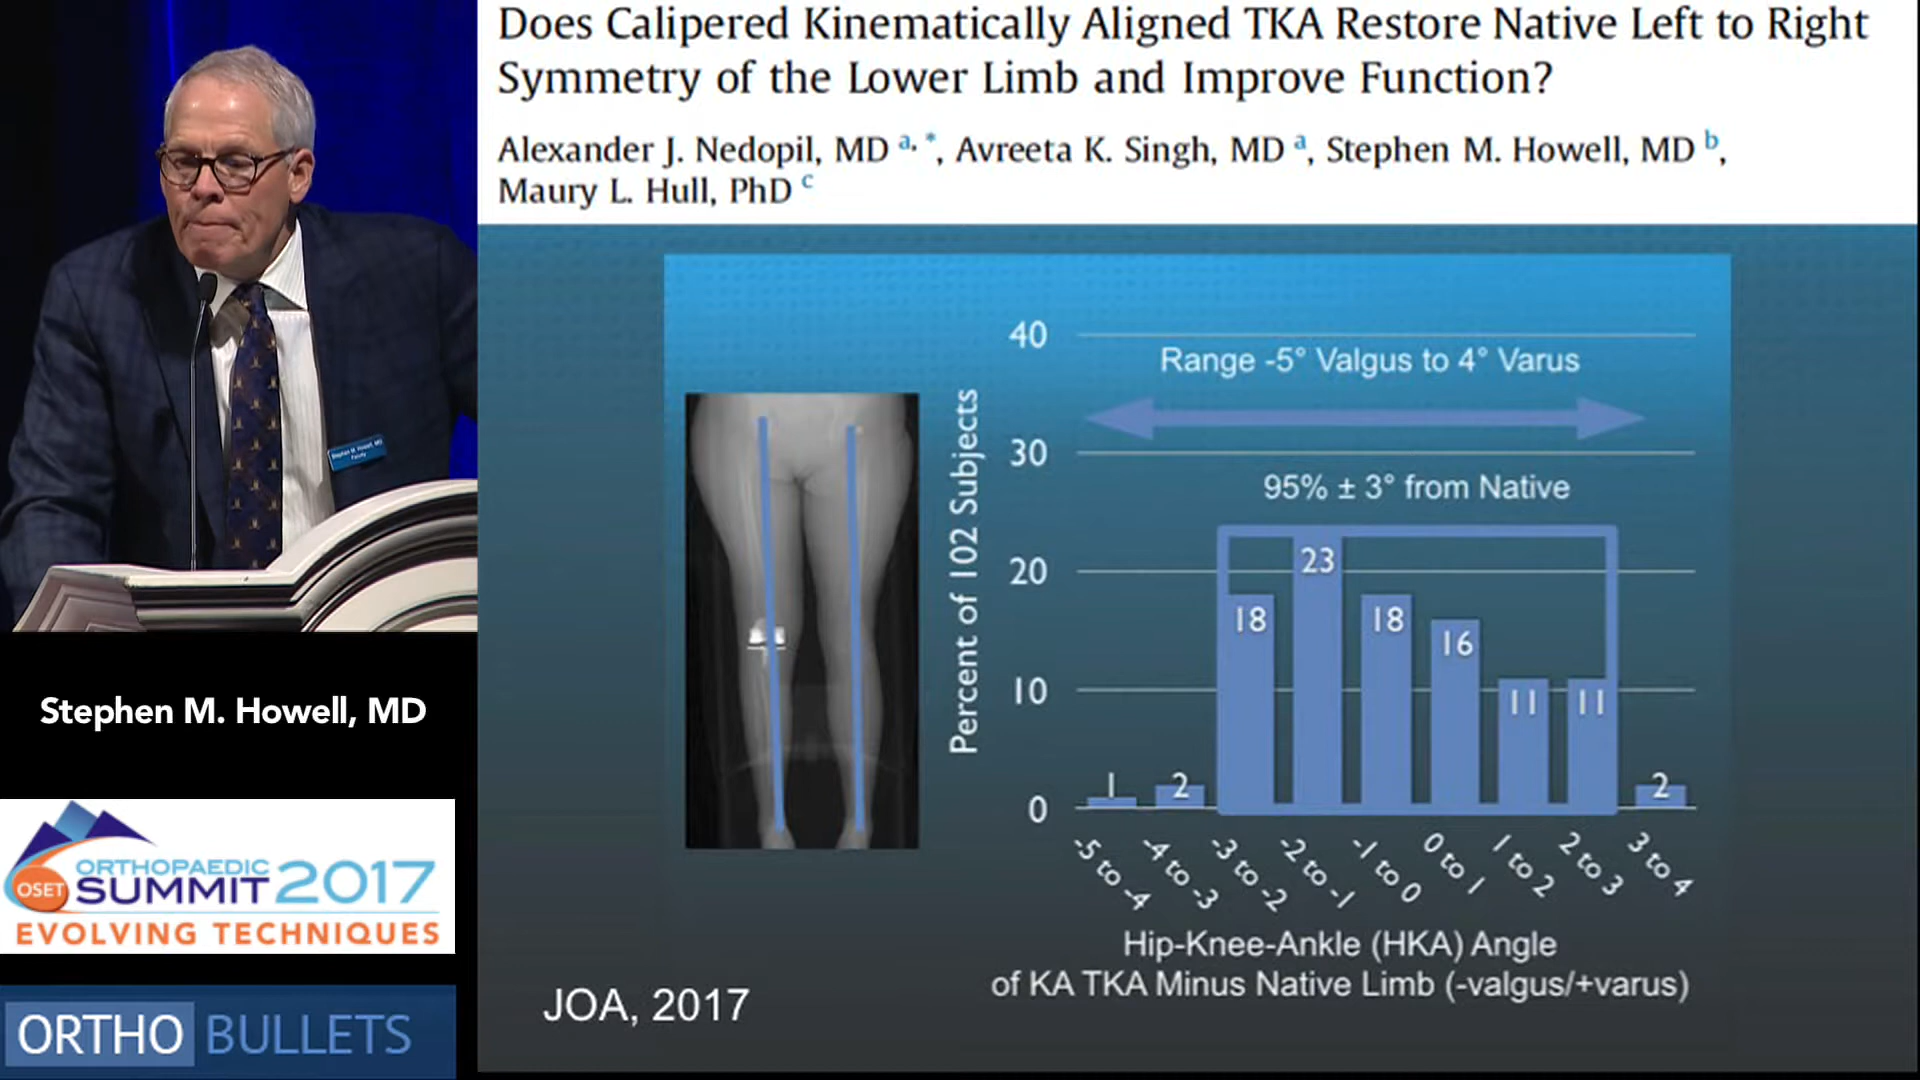 Does Calipered Kinematically Aligned TKA Restore Native Left to Right
Symmetry of the Lower Limb and Improve Function?
Alexander J. Nedopil, MD a, *, Avreeta K. Singh, MD a, Stephen M. Howell, MD b,
Maury L. Hull, PhD c
Percent of 102 Subjects
40
30
20
10
0
Range -5° Valgus to 4° Varus
95% ± 3° from Native
1
2
18
23
18
16
11
11
2
-5 to -4
-4 to -3
-3 to -2
-2 to -1
-1 to 0
0 to 1
1 to 2
2 to 3
3 to 4
Hip-Knee-Ankle (HKA) Angle
of KA TKA Minus Native Limb (-valgus/+varus)
JOA, 2017
Stephen M. Howell, MD
Faculty
Stephen M. Howell, MD
OSET
ORTHOPAEDIC
SUMMIT 2017
EVOLVING TECHNIQUES
ORTHO BULLETS